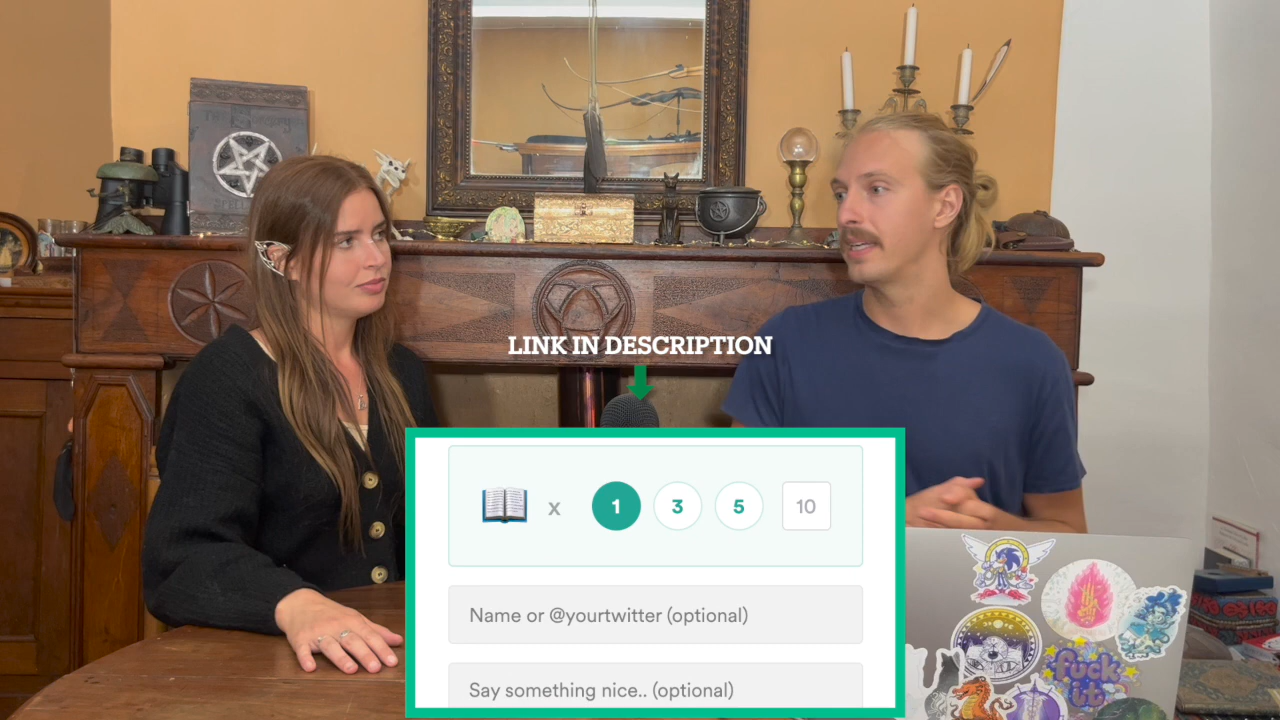 LINK IN DESCRIPTION
x 1 3 5 10
Name or @yourtwitter (optional)
Say something nice.. (optional)
fuck
it